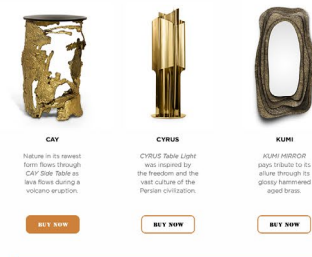 CAY
Nature in its rawest
form flows through
CAY Side Table as
lava flows during a
volcano eruption.
BUY NOW
CYRUS
CYRUS Table Light
was inspired by
the freedom and the
vast culture of the
Persian civilization.
BUY NOW
KUMI
KUMI MIRROR
pays tribute to its
allure through its
glossy hammered
aged brass.
BUY NOW